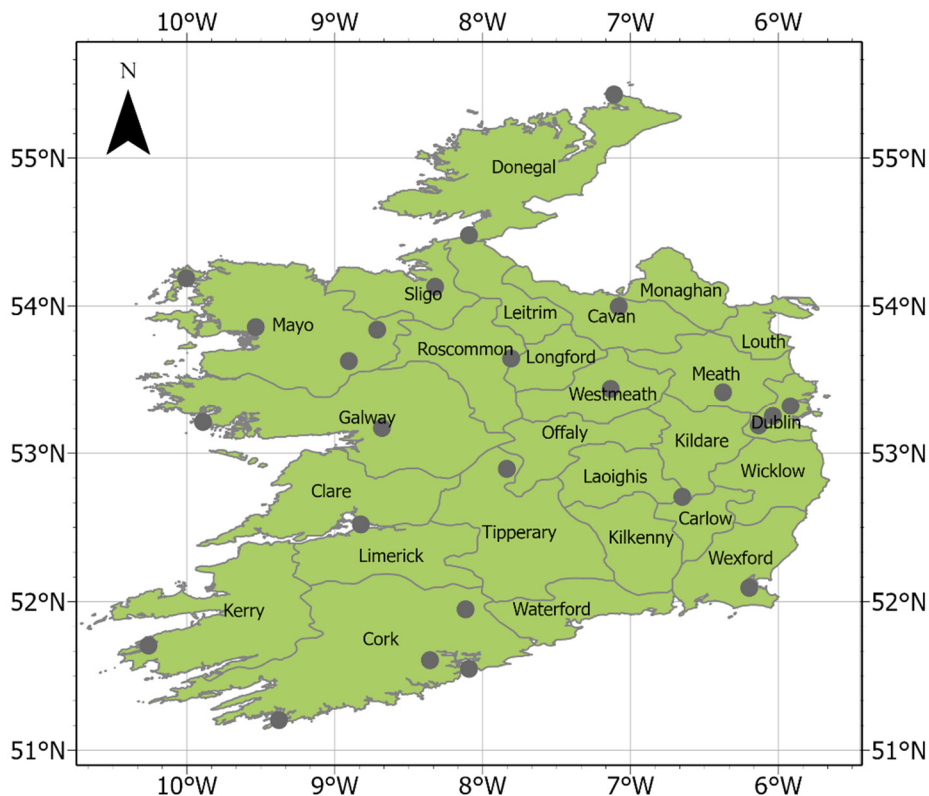 10°W 9°W 8°W 7°W 6°W
N
55°N 55°N
Donegal
54°N 54°N
Monaghan
Sligo
Leitrim
Cavan
Mayo
Louth
Roscommon
Longford
Meath
Westmeath
Galway
Dublin
Offaly
Kildare
53°N 53°N
Wicklow
Laoighis
Clare
Carlow
Tipperary
Kilkenny
Limerick
Wexford
52°N 52°N
Kerry
Waterford
Cork
51°N 51°N
10°W 9°W 8°W 7°W 6°W